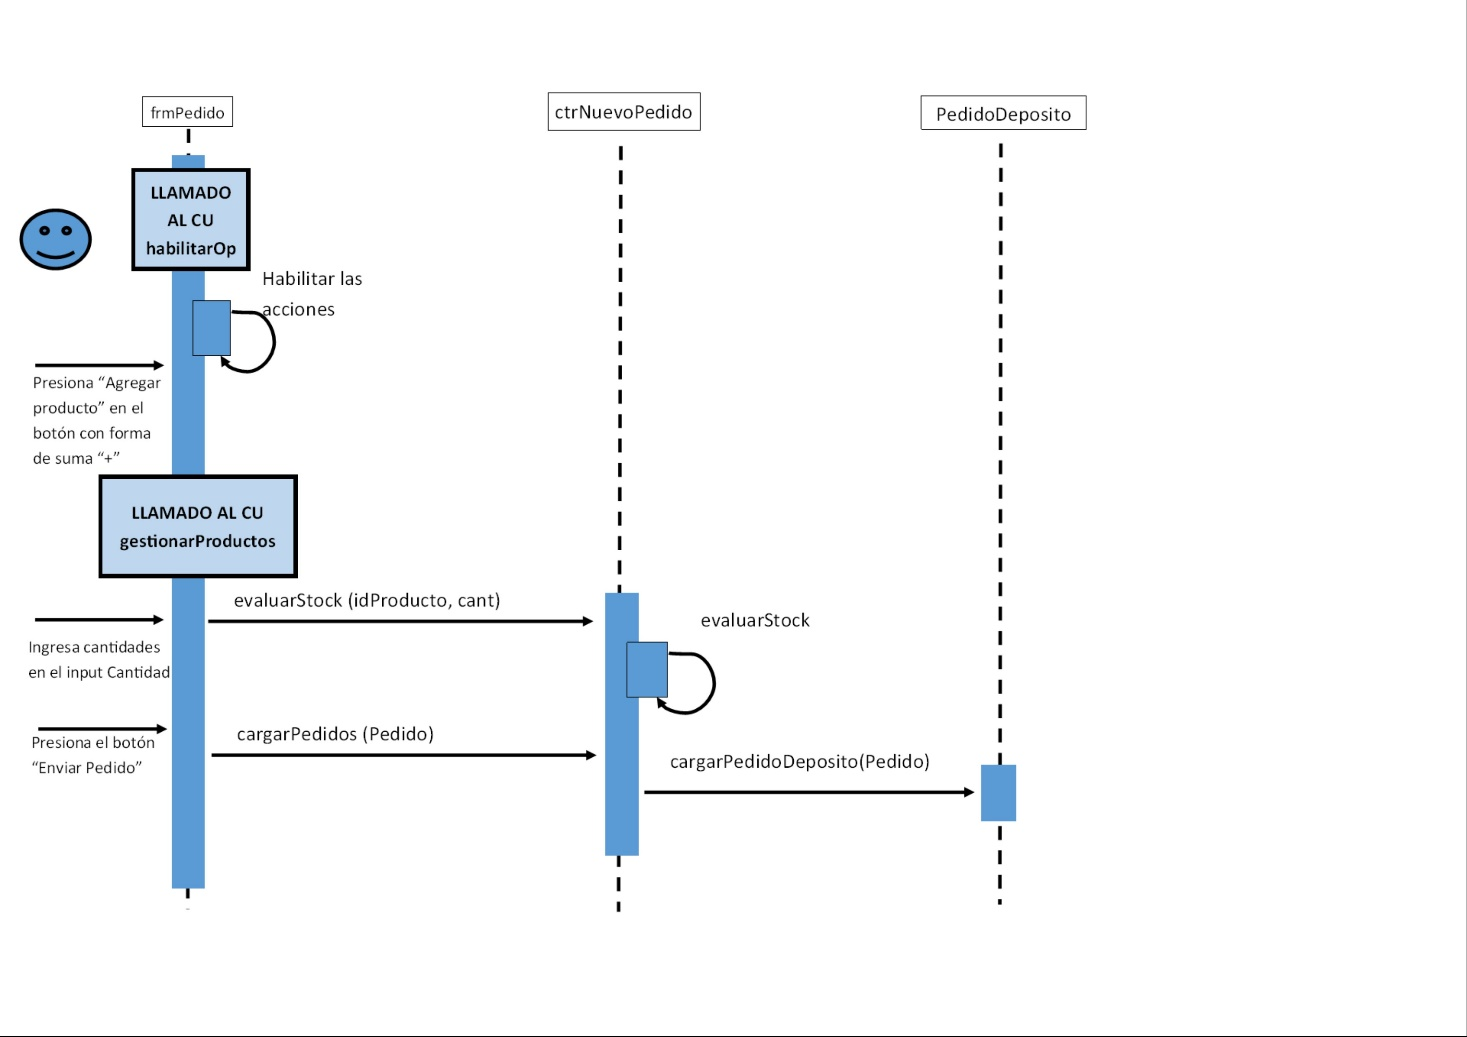 frmPedido
ctrNuevoPedido
PedidoDeposito
LLAMADO
AL CU
habilitarOp
Habilitar las
acciones
Presiona “Agregar
producto” en el
botón con forma
de suma “+”
LLAMADO AL CU
gestionarProductos
evaluarStock (idProducto, cant)
evaluarStock
Ingresa cantidades
en el input Cantidad
cargarPedidos (Pedido)
Presiona el botón
“Enviar Pedido”
cargarPedidoDeposito(Pedido)